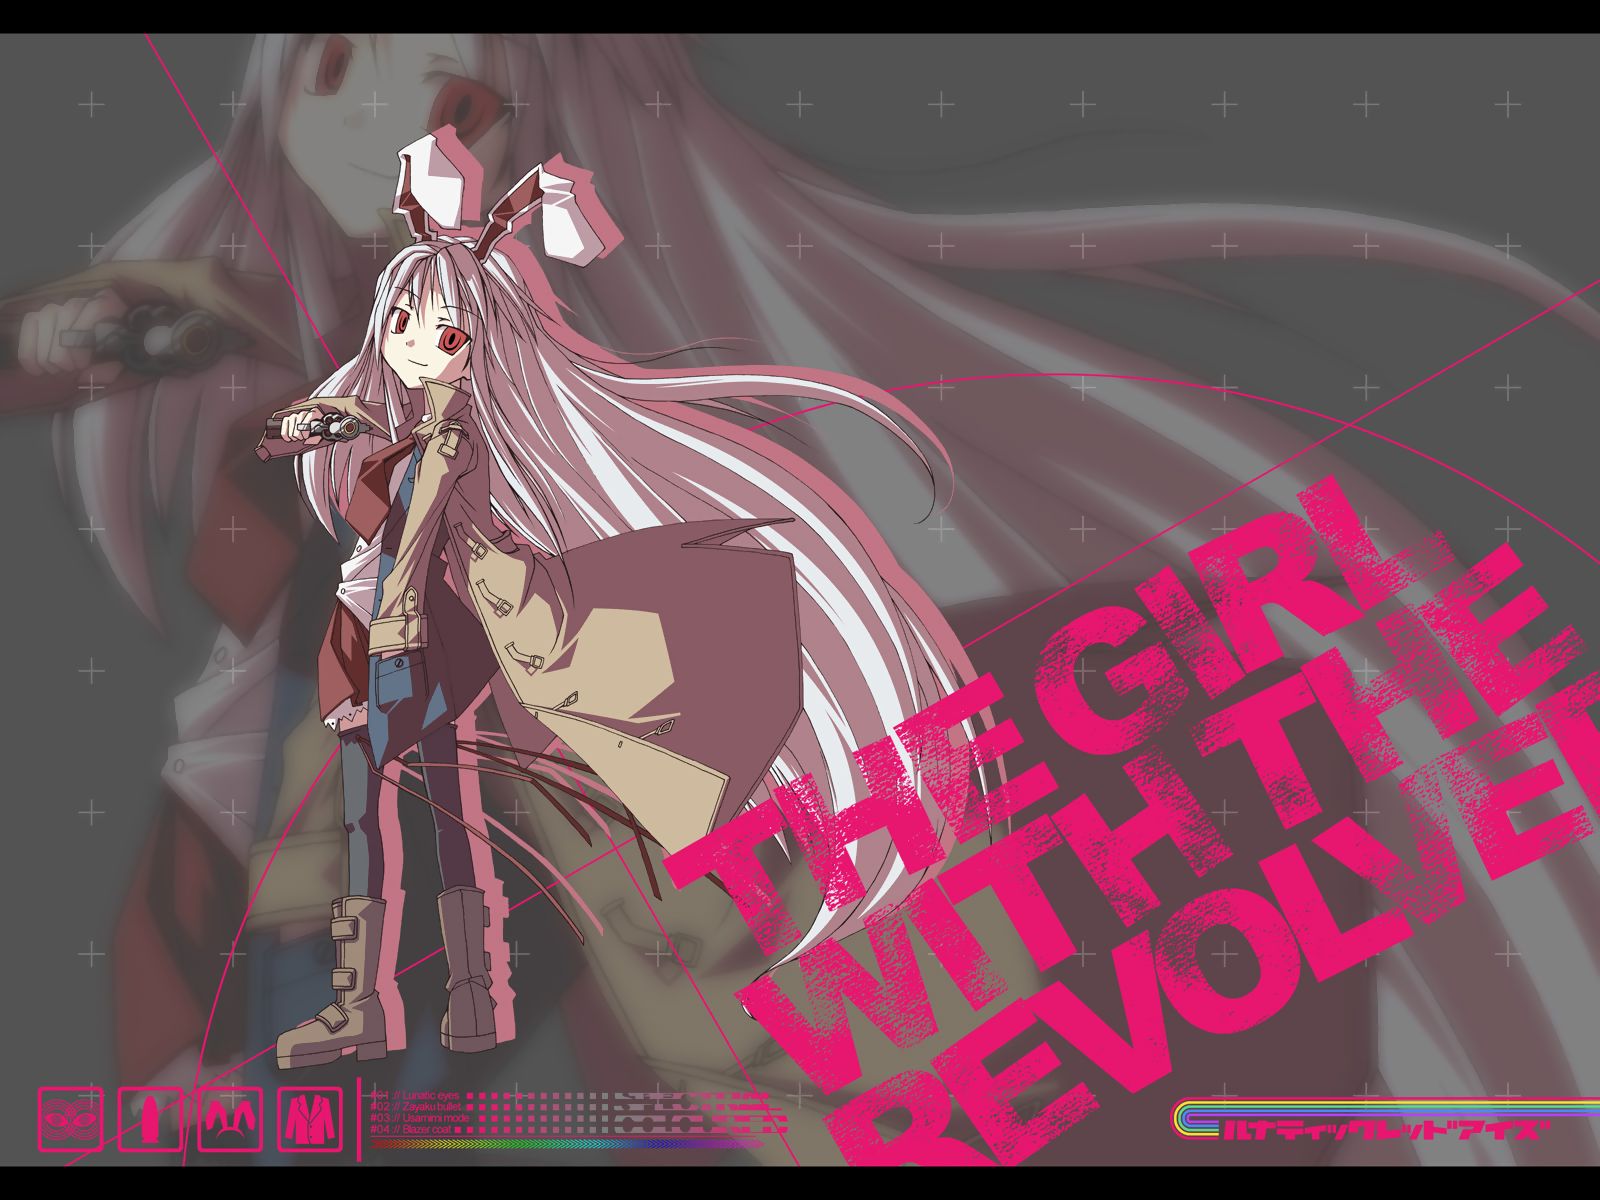 THE GIRL
WITH THE
REVOLVER
#01 :// Lunatic eyes
#02 :// Zayaku bullet
#03 :// Usamimi mode
#04 :// Blazer coat
ルナティックレッドアイズ